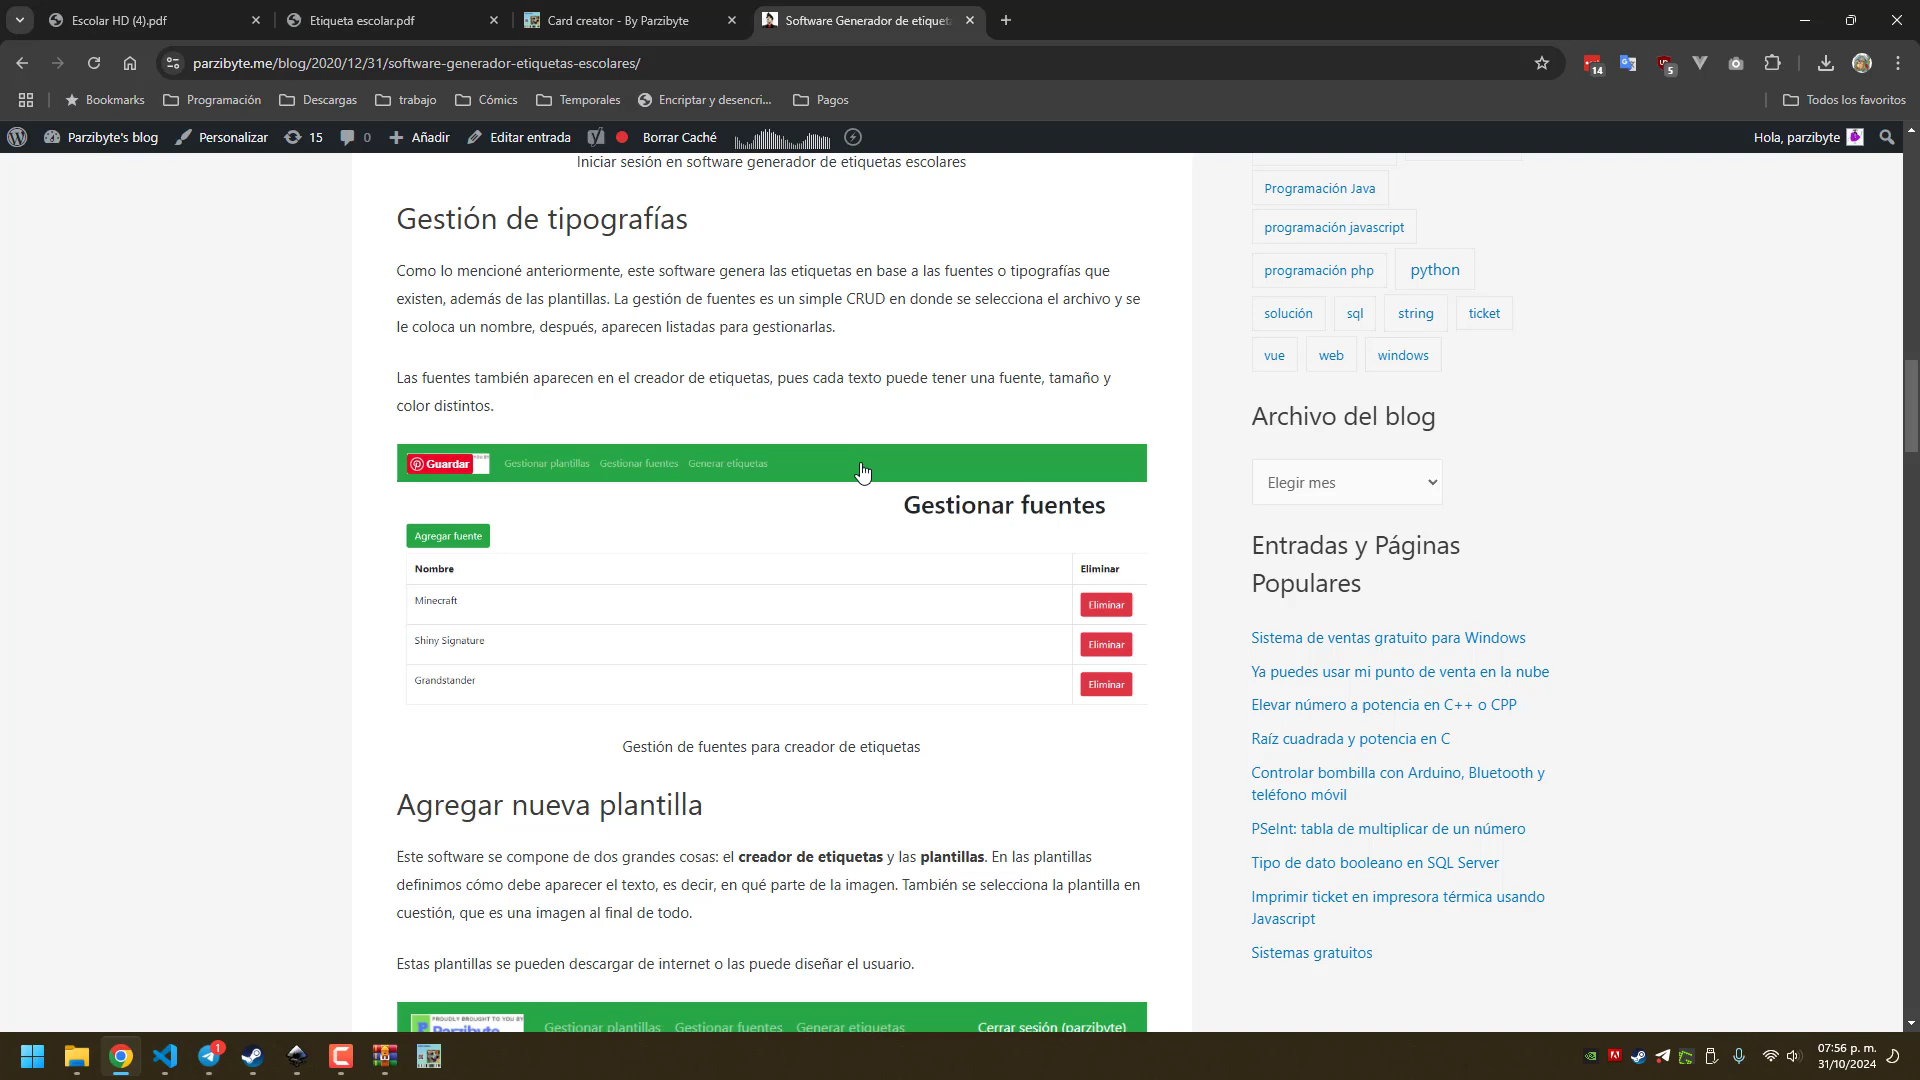 Escolar HD (4).pdf
Etiqueta escolar.pdf
Card creator - By Parzibyte
Software Generador de etiquet
parzibyte.me/blog/2020/12/31/software-generador-etiquetas-escolares/
14
5
Bookmarks
Programación
Descargas
trabajo
Cómics
Temporales
Encriptar y desencri...
Pagos
Todos los favoritos
Parzibyte's blog
Personalizar
15
0
Añadir
Editar entrada
Borrar Caché
Hola, parzibyte
Iniciar sesión en software generador de etiquetas escolares
Gestión de tipografías
Como lo mencioné anteriormente, este software genera las etiquetas en base a las fuentes o tipografías que
existen, además de las plantillas. La gestión de fuentes es un simple CRUD en donde se selecciona el archivo y se
le coloca un nombre, después, aparecen listadas para gestionarlas.
Las fuentes también aparecen en el creador de etiquetas, pues cada texto puede tener una fuente, tamaño y
color distintos.
Guardar
Gestionar plantillas
Gestionar fuentes
Generar etiquetas
Gestionar fuentes
Agregar fuente
Nombre
Eliminar
Minecraft
Eliminar
Shiny Signature
Eliminar
Grandstander
Eliminar
Gestión de fuentes para creador de etiquetas
Agregar nueva plantilla
Este software se compone de dos grandes cosas: el creador de etiquetas y las plantillas. En las plantillas
definimos cómo debe aparecer el texto, es decir, en qué parte de la imagen. También se selecciona la plantilla en
cuestión, que es una imagen al final de todo.
Estas plantillas se pueden descargar de internet o las puede diseñar el usuario.
PROUDLY BROUGHT TO YOU BY
Parzibyte
Gestionar plantillas
Gestionar fuentes
Generar etiquetas
Cerrar sesión (parzibyte)
Programación Java
programación javascript
programación php
python
solución
sql
string
ticket
vue
web
windows
Archivo del blog
Elegir mes
Entradas y Páginas
Populares
Sistema de ventas gratuito para Windows
Ya puedes usar mi punto de venta en la nube
Elevar número a potencia en C++ o CPP
Raíz cuadrada y potencia en C
Controlar bombilla con Arduino, Bluetooth y
teléfono móvil
PSeInt: tabla de multiplicar de un número
Tipo de dato booleano en SQL Server
Imprimir ticket en impresora térmica usando
Javascript
Sistemas gratuitos
1
07:56 p. m.
31/10/2024